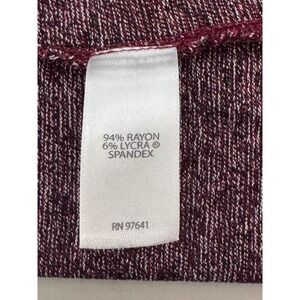 94% RAYON
6% LYCRA ®
SPANDEX
RN 97641